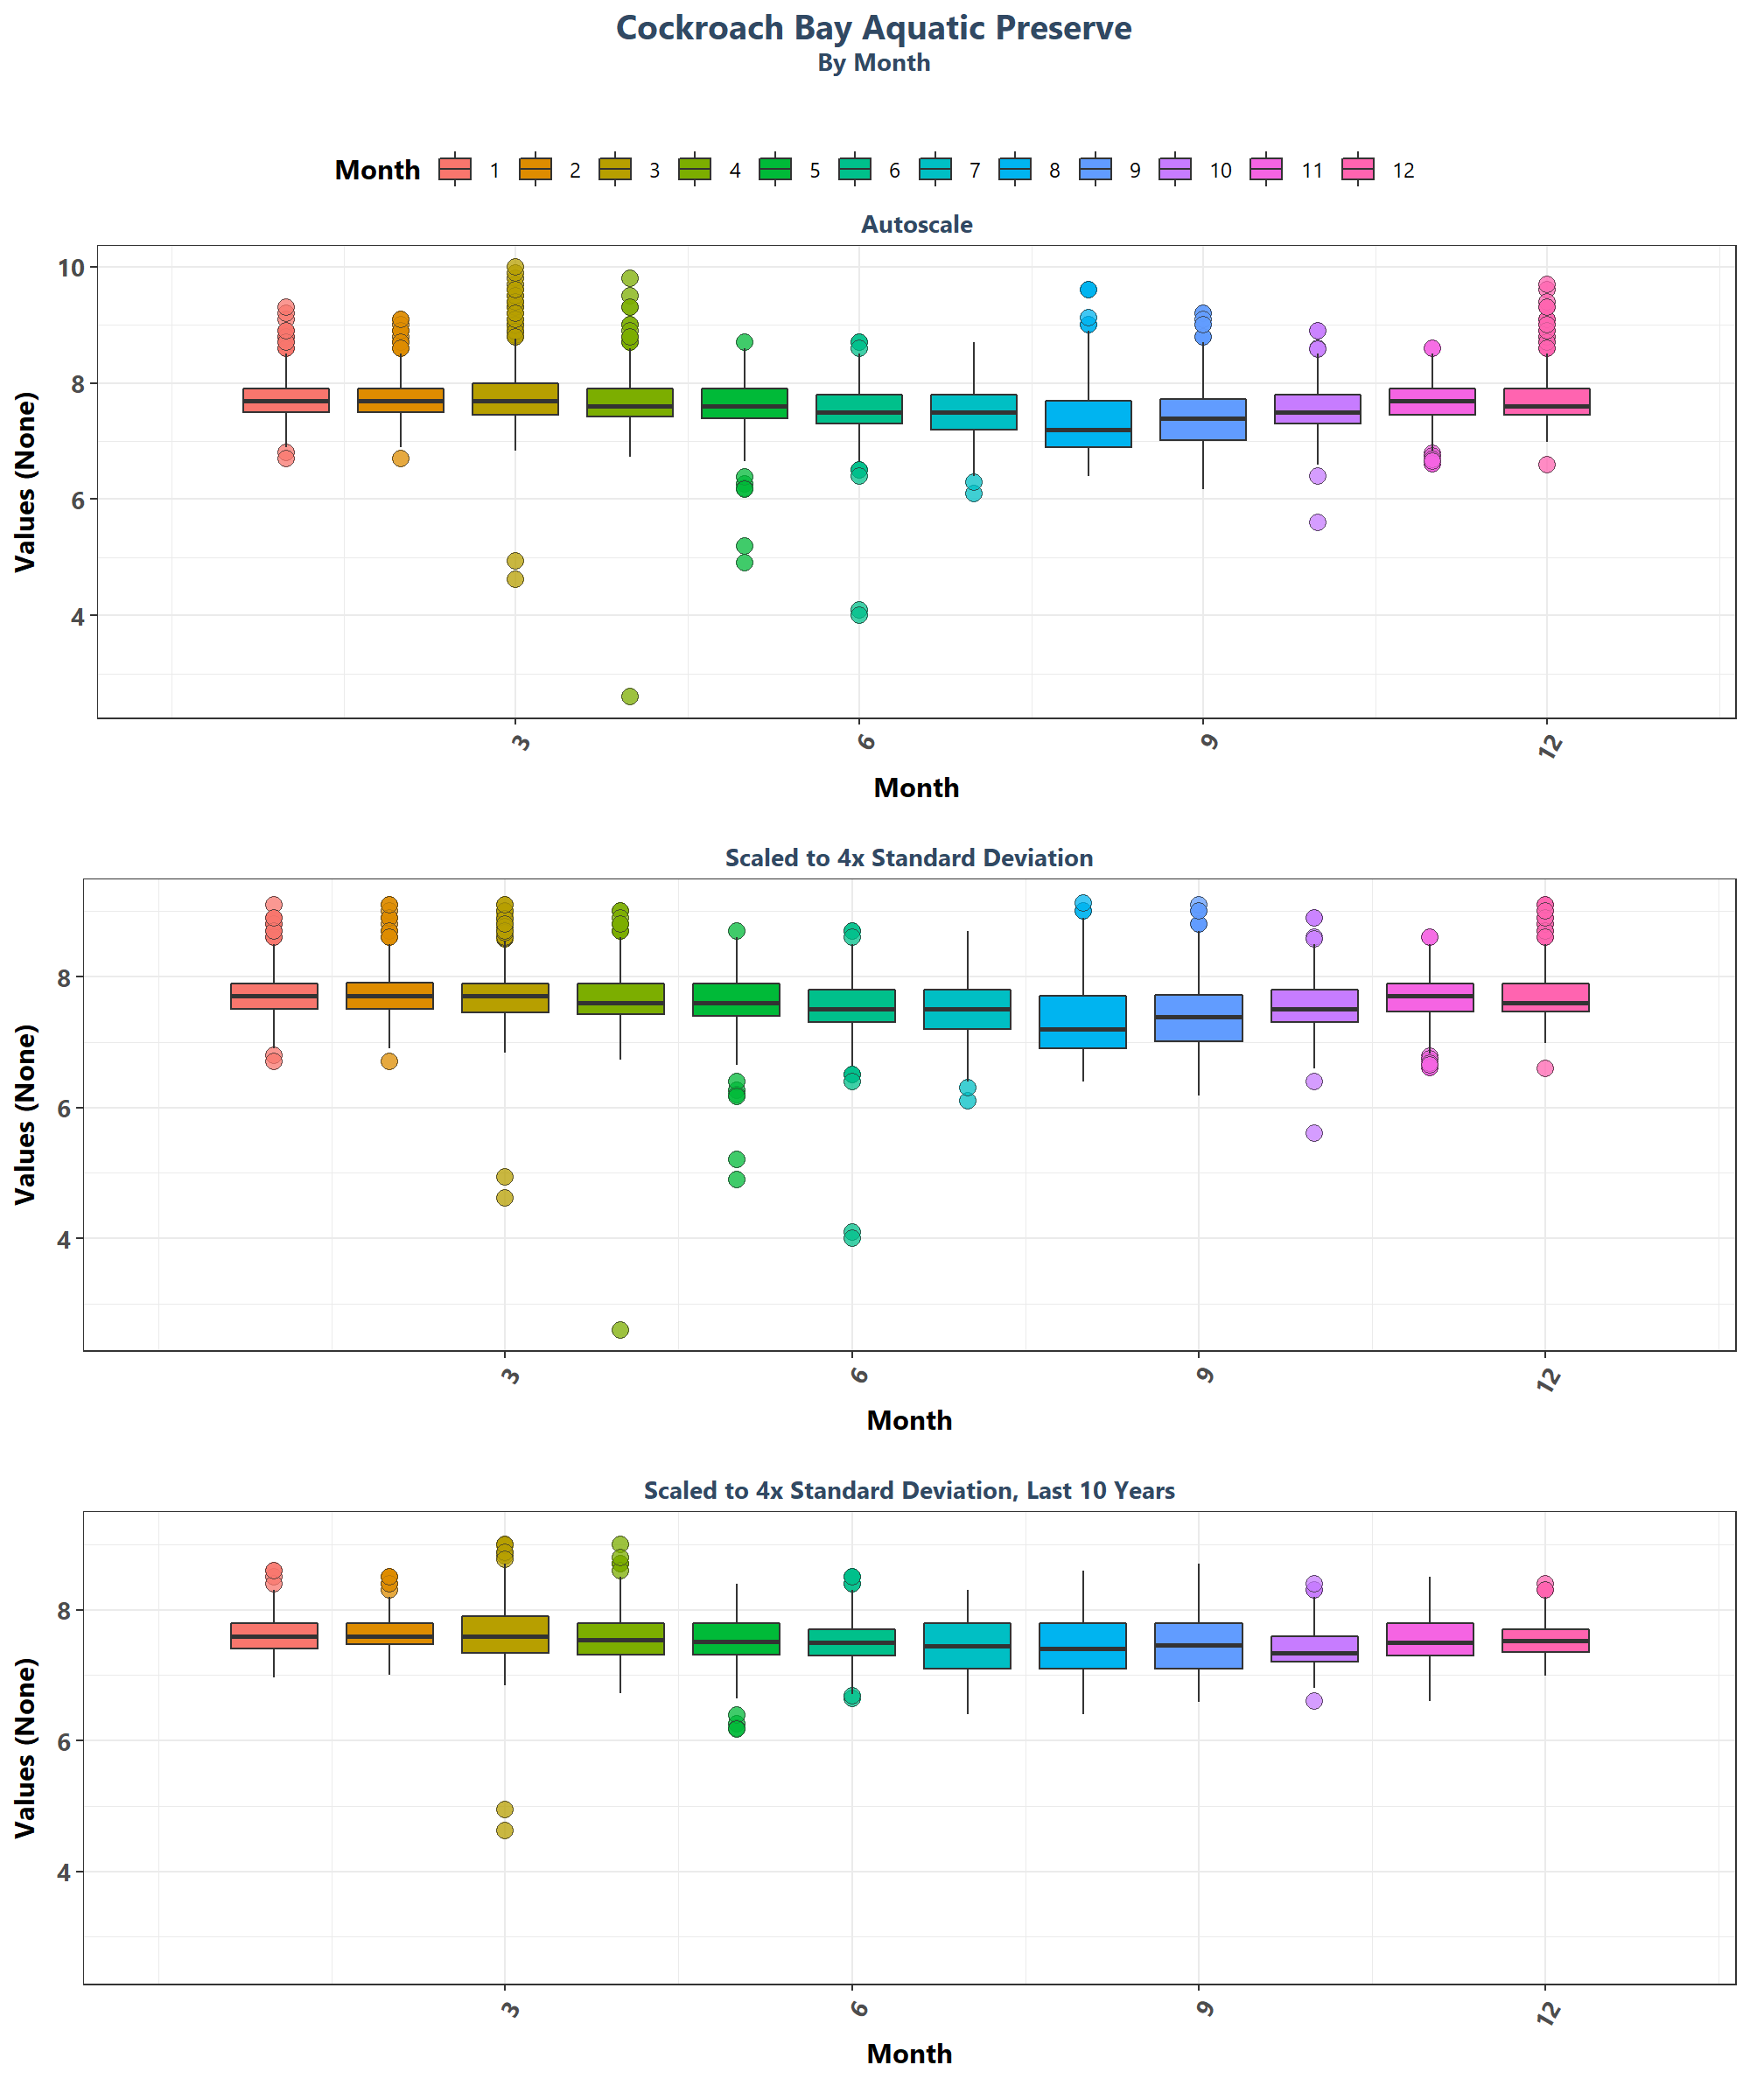 Cockroach Bay Aquatic Preserve
By Month
Month 1 2 3 4 5 6 7 8 9 10 11 12
Autoscale
Values (None)
10
8
6
4
3 6 9 12
Month
Scaled to 4x Standard Deviation
Values (None)
8
6
4
3 6 9 12
Month
Scaled to 4x Standard Deviation, Last 10 Years
Values (None)
8
6
4
3 6 9 12
Month